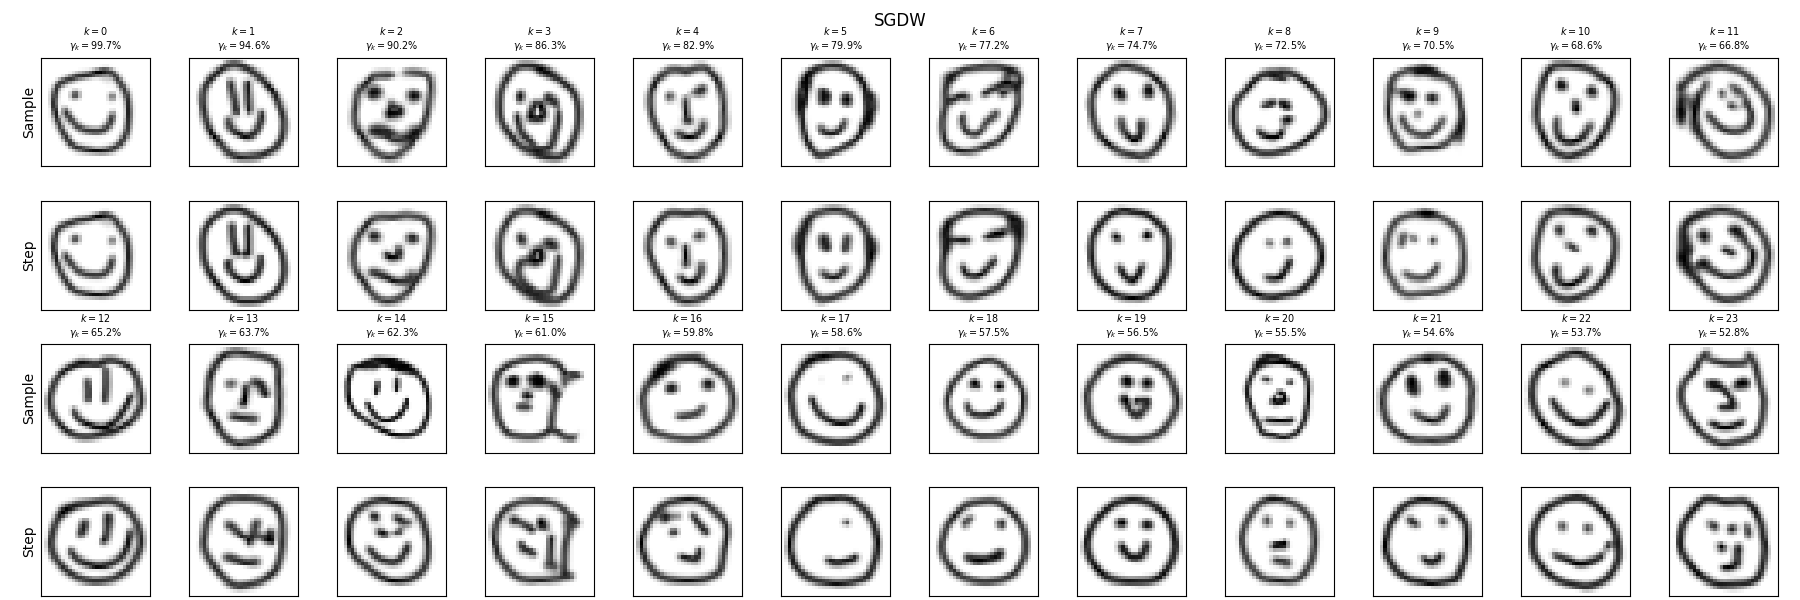 SGDW
k = 0 k = 1 k = 2 k = 3 k = 4 k = 5 k = 6 k = 7 k = 8 k = 9 k = 10 k = 11
γk = 99.7% γk = 94.6% γk = 90.2% γk = 86.3% γk = 82.9% γk = 79.9% γk = 77.2% γk = 74.7% γk = 72.5% γk = 70.5% γk = 68.6% γk = 66.8%
Sample
Step
k = 12 k = 13 k = 14 k = 15 k = 16 k = 17 k = 18 k = 19 k = 20 k = 21 k = 22 k = 23
γk = 65.2% γk = 63.7% γk = 62.3% γk = 61.0% γk = 59.8% γk = 58.6% γk = 57.5% γk = 56.5% γk = 55.5% γk = 54.6% γk = 53.7% γk = 52.8%
Sample
Step